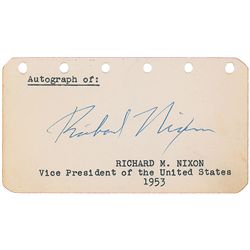 Autograph of:
Richard Nixon
RICHARD M. NIXON
Vice President of the United States
1953